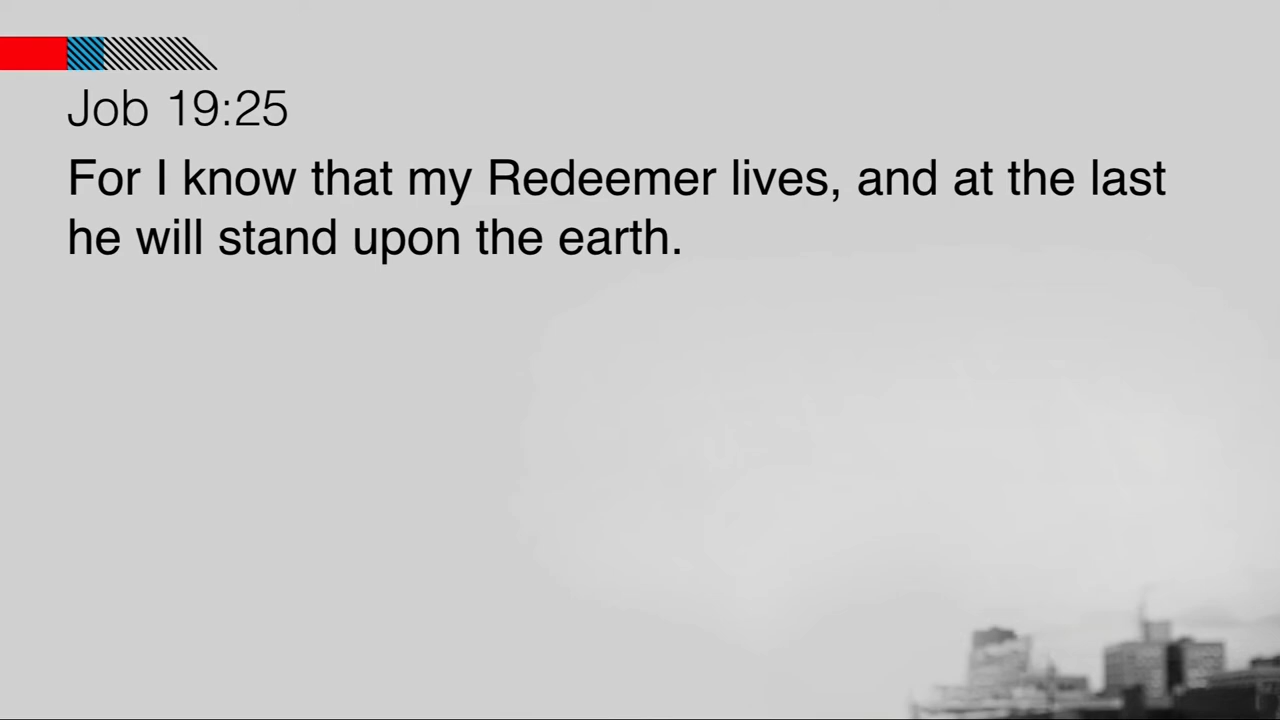 Job 19:25
For I know that my Redeemer lives, and at the last
he will stand upon the earth.